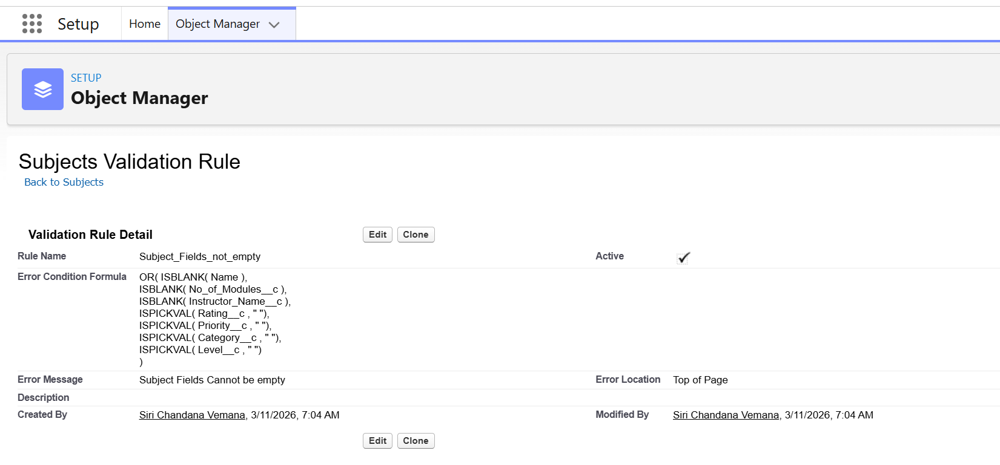 Setup
Home
Object Manager
SETUP
Object Manager
Subjects Validation Rule
Back to Subjects
Validation Rule Detail
Edit
Clone
Rule Name
Subject_Fields_not_empty
Active
Error Condition Formula
OR( ISBLANK( Name ),
ISBLANK( No_of_Modules__c ),
ISBLANK( Instructor_Name__c ),
ISPICKVAL( Rating__c , " "),
ISPICKVAL( Priority__c , " "),
ISPICKVAL( Category__c , " "),
ISPICKVAL( Level__c , " ")
)
Error Message
Subject Fields Cannot be empty
Error Location
Top of Page
Description
Created By
Siri Chandana Vemana, 3/11/2026, 7:04 AM
Modified By
Siri Chandana Vemana, 3/11/2026, 7:04 AM
Edit
Clone